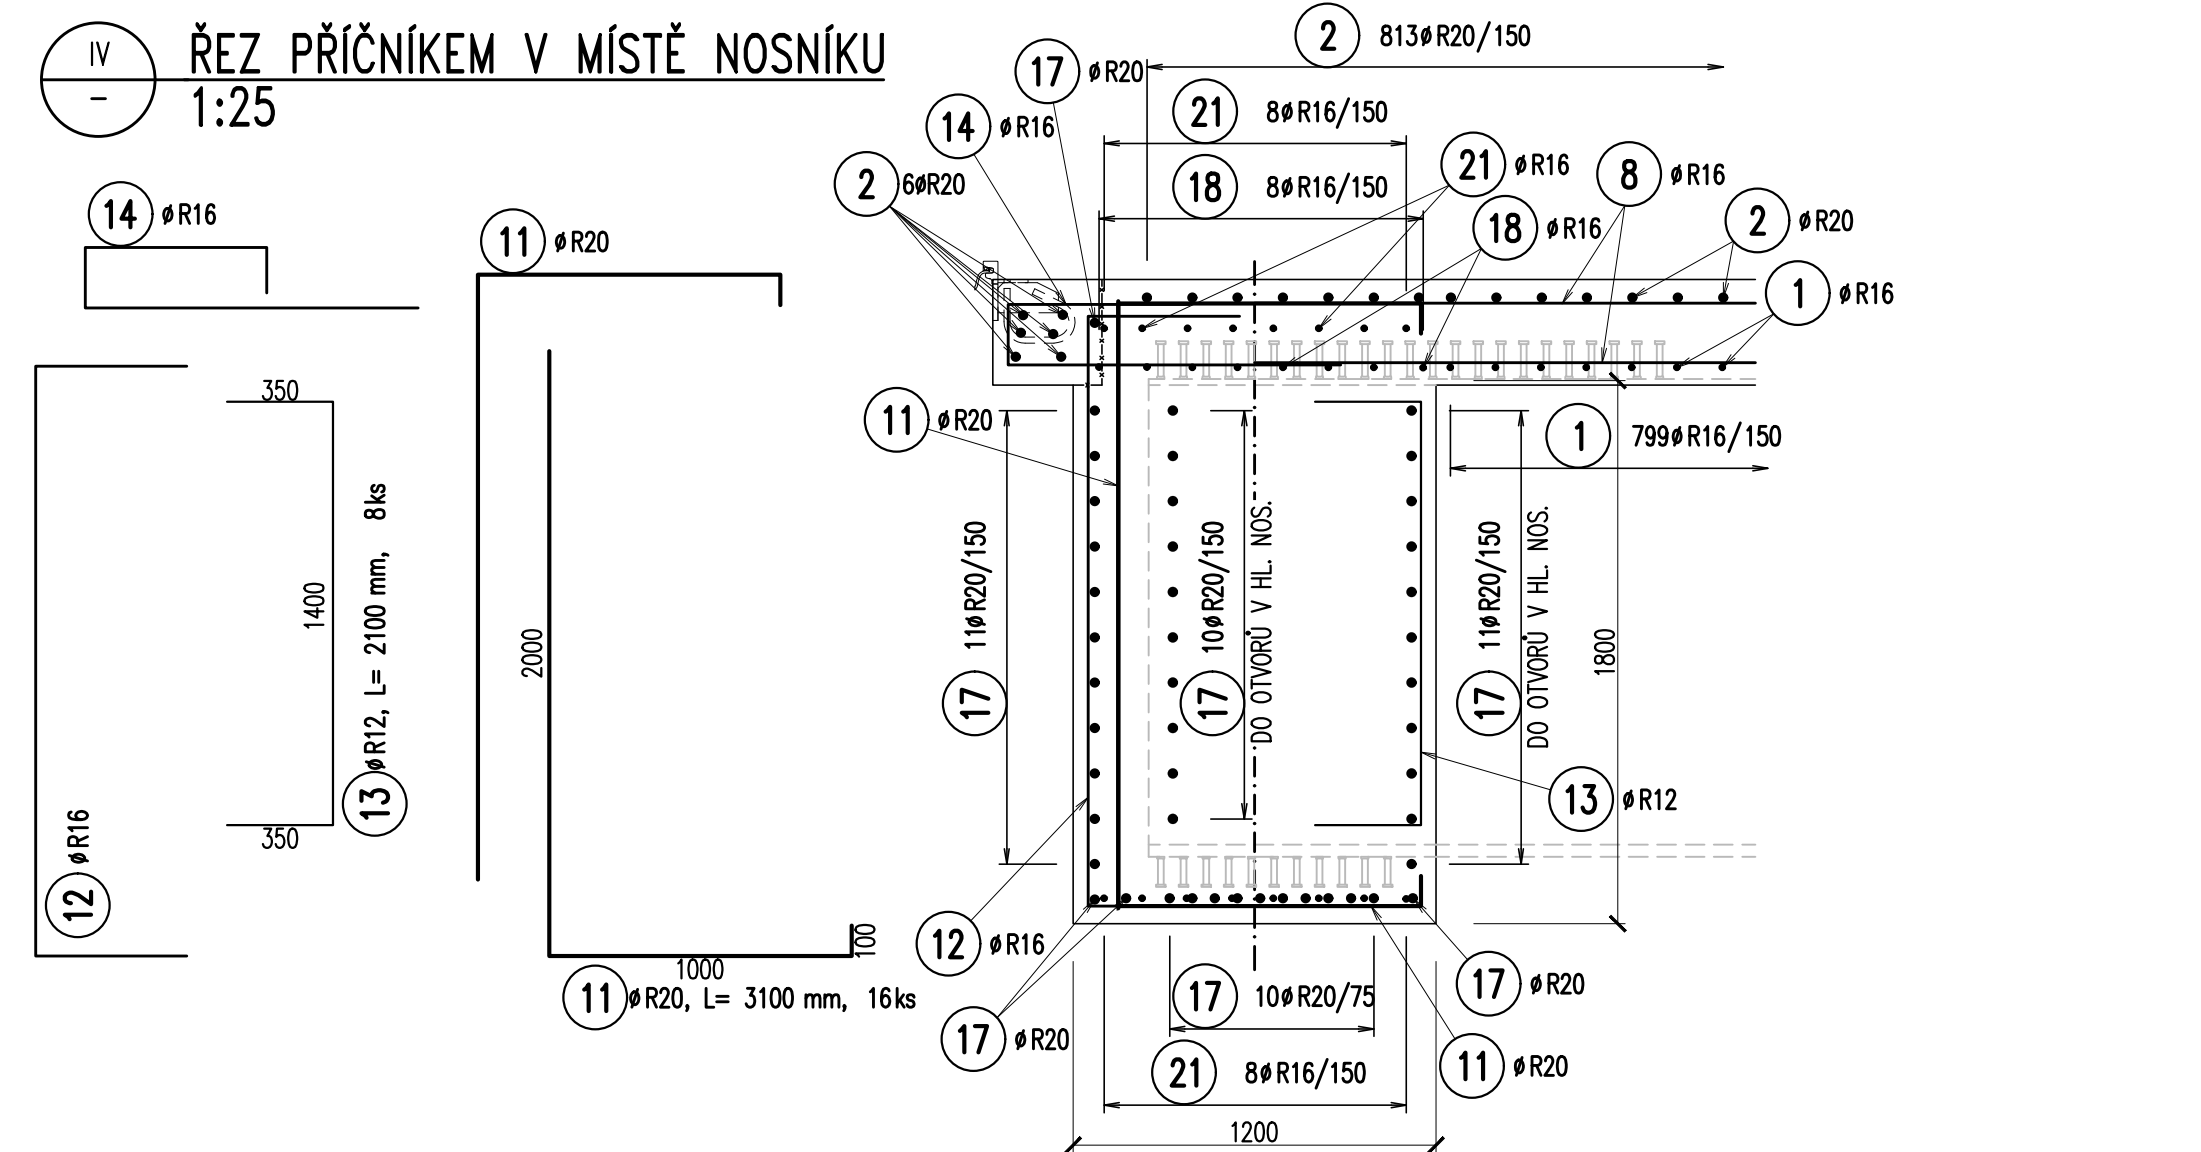 IV
–
ŘEZ PŘÍČNÍKEM V MÍSTĚ NOSNÍKU
1:25
2 813øR20/150
17 øR20
21 8øR16/150
14 øR16
18 8øR16/150
2 6øR20
21 øR16
8 øR16
18 øR16
2 øR20
1 øR16
14 øR16
11 øR20
350
1400
350
13 øR12, L= 2100 mm, 8ks
12 øR16
2000
1000
100
11 øR20, L= 3100 mm, 16ks
11 øR20
1 799øR16/150
17 11øR20/150
17 10øR20/150
DO OTVORŮ V HL. NOS.
17 11øR20/150
DO OTVORŮ V HL. NOS.
1800
13 øR12
12 øR16
17 øR20
17 10øR20/75
17 øR20
21 8øR16/150
11 øR20
1200